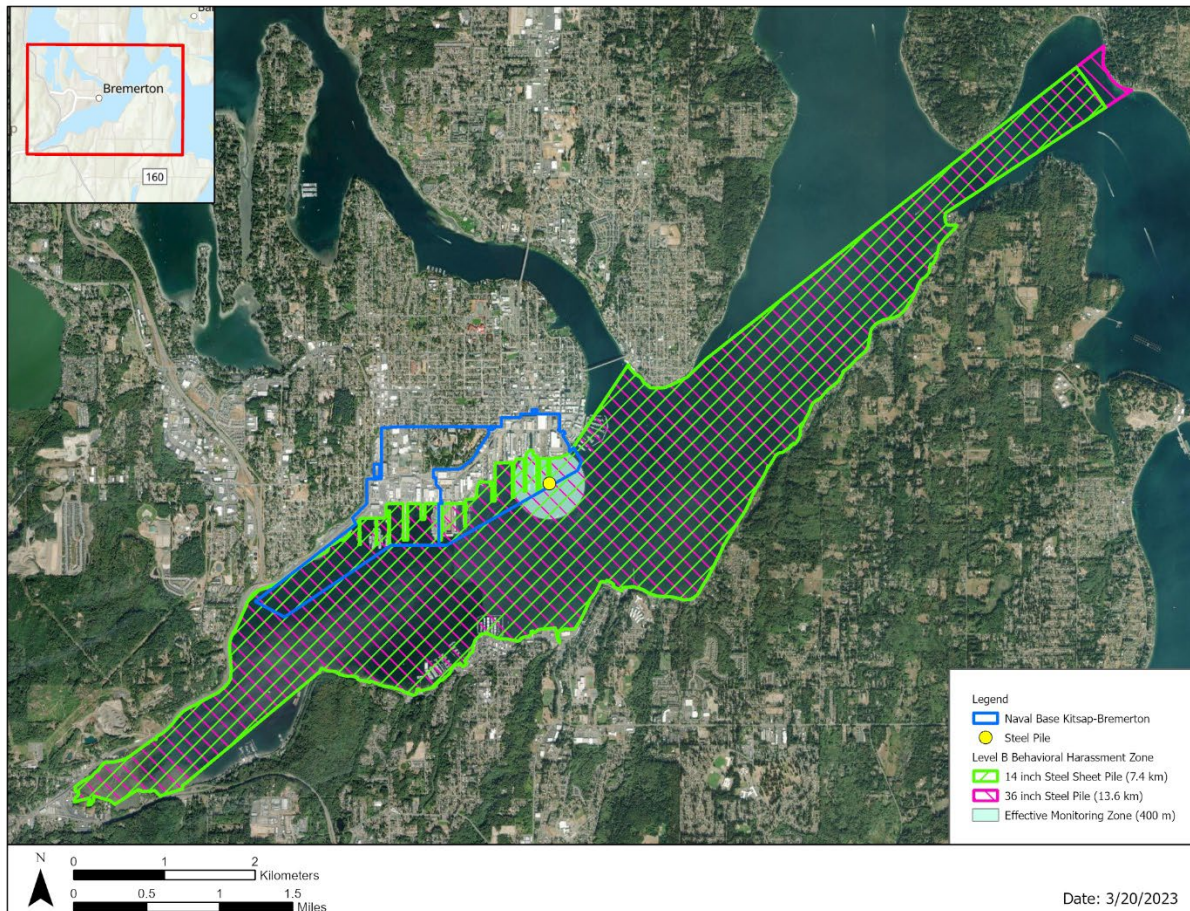 Ba
Bremerton
160
Legend
Naval Base Kitsap-Bremerton
Steel Pile
Level B Behavioral Harassment Zone
14 inch Steel Sheet Pile (7.4 km)
36 inch Steel Pile (13.6 km)
Effective Monitoring Zone (400 m)
N
0 1 2
Kilometers
0 0.5 1 1.5
Miles
Date: 3/20/2023